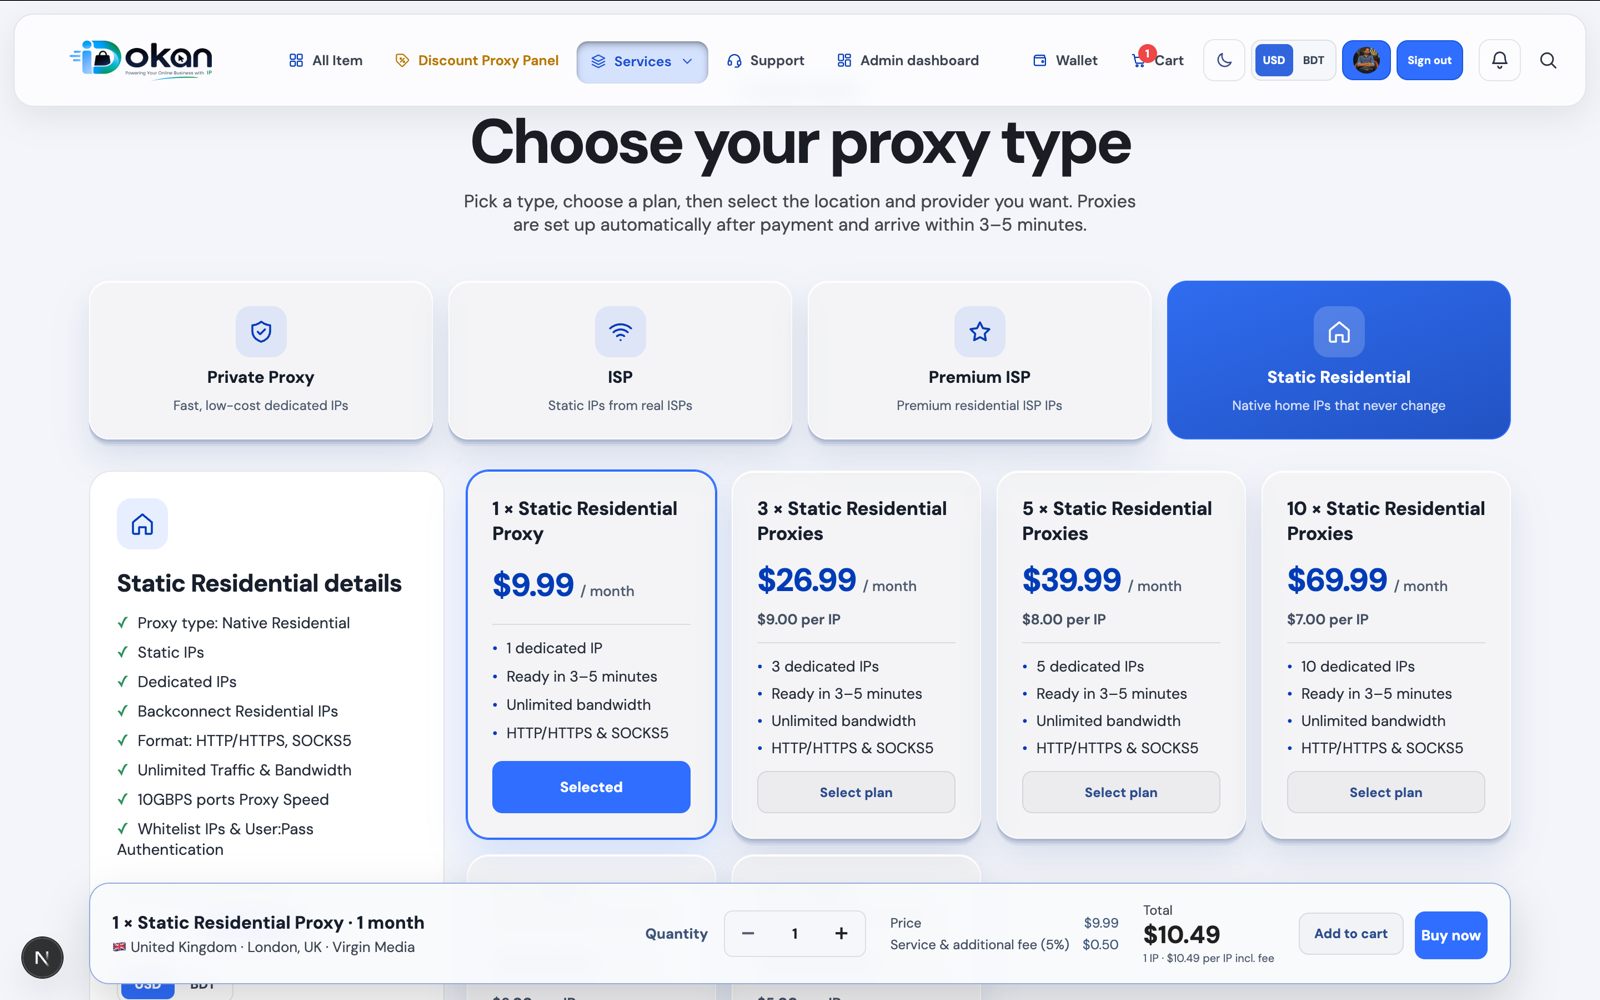 iDokan
Powering Your Online Business with IP
All Item
Discount Proxy Panel
Services
Support
Admin dashboard
Wallet
1
Cart
USD
BDT
Sign out
Choose your proxy type
Pick a type, choose a plan, then select the location and provider you want. Proxies
are set up automatically after payment and arrive within 3–5 minutes.
Private Proxy
Fast, low-cost dedicated IPs
ISP
Static IPs from real ISPs
Premium ISP
Premium residential ISP IPs
Static Residential
Native home IPs that never change
Static Residential details
✓ Proxy type: Native Residential
✓ Static IPs
✓ Dedicated IPs
✓ Backconnect Residential IPs
✓ Format: HTTP/HTTPS, SOCKS5
✓ Unlimited Traffic & Bandwidth
✓ 10GBPS ports Proxy Speed
✓ Whitelist IPs & User:Pass
Authentication
1 × Static Residential
Proxy
$9.99 / month
• 1 dedicated IP
• Ready in 3–5 minutes
• Unlimited bandwidth
• HTTP/HTTPS & SOCKS5
Selected
3 × Static Residential
Proxies
$26.99 / month
$9.00 per IP
• 3 dedicated IPs
• Ready in 3–5 minutes
• Unlimited bandwidth
• HTTP/HTTPS & SOCKS5
Select plan
5 × Static Residential
Proxies
$39.99 / month
$8.00 per IP
• 5 dedicated IPs
• Ready in 3–5 minutes
• Unlimited bandwidth
• HTTP/HTTPS & SOCKS5
Select plan
10 × Static Residential
Proxies
$69.99 / month
$7.00 per IP
• 10 dedicated IPs
• Ready in 3–5 minutes
• Unlimited bandwidth
• HTTP/HTTPS & SOCKS5
Select plan
1 × Static Residential Proxy · 1 month
🇬🇧 United Kingdom · London, UK · Virgin Media
Quantity
− 1 +
Price $9.99
Service & additional fee (5%) $0.50
Total
$10.49
1 IP · $10.49 per IP incl. fee
Add to cart
Buy now
N
USD
BDT